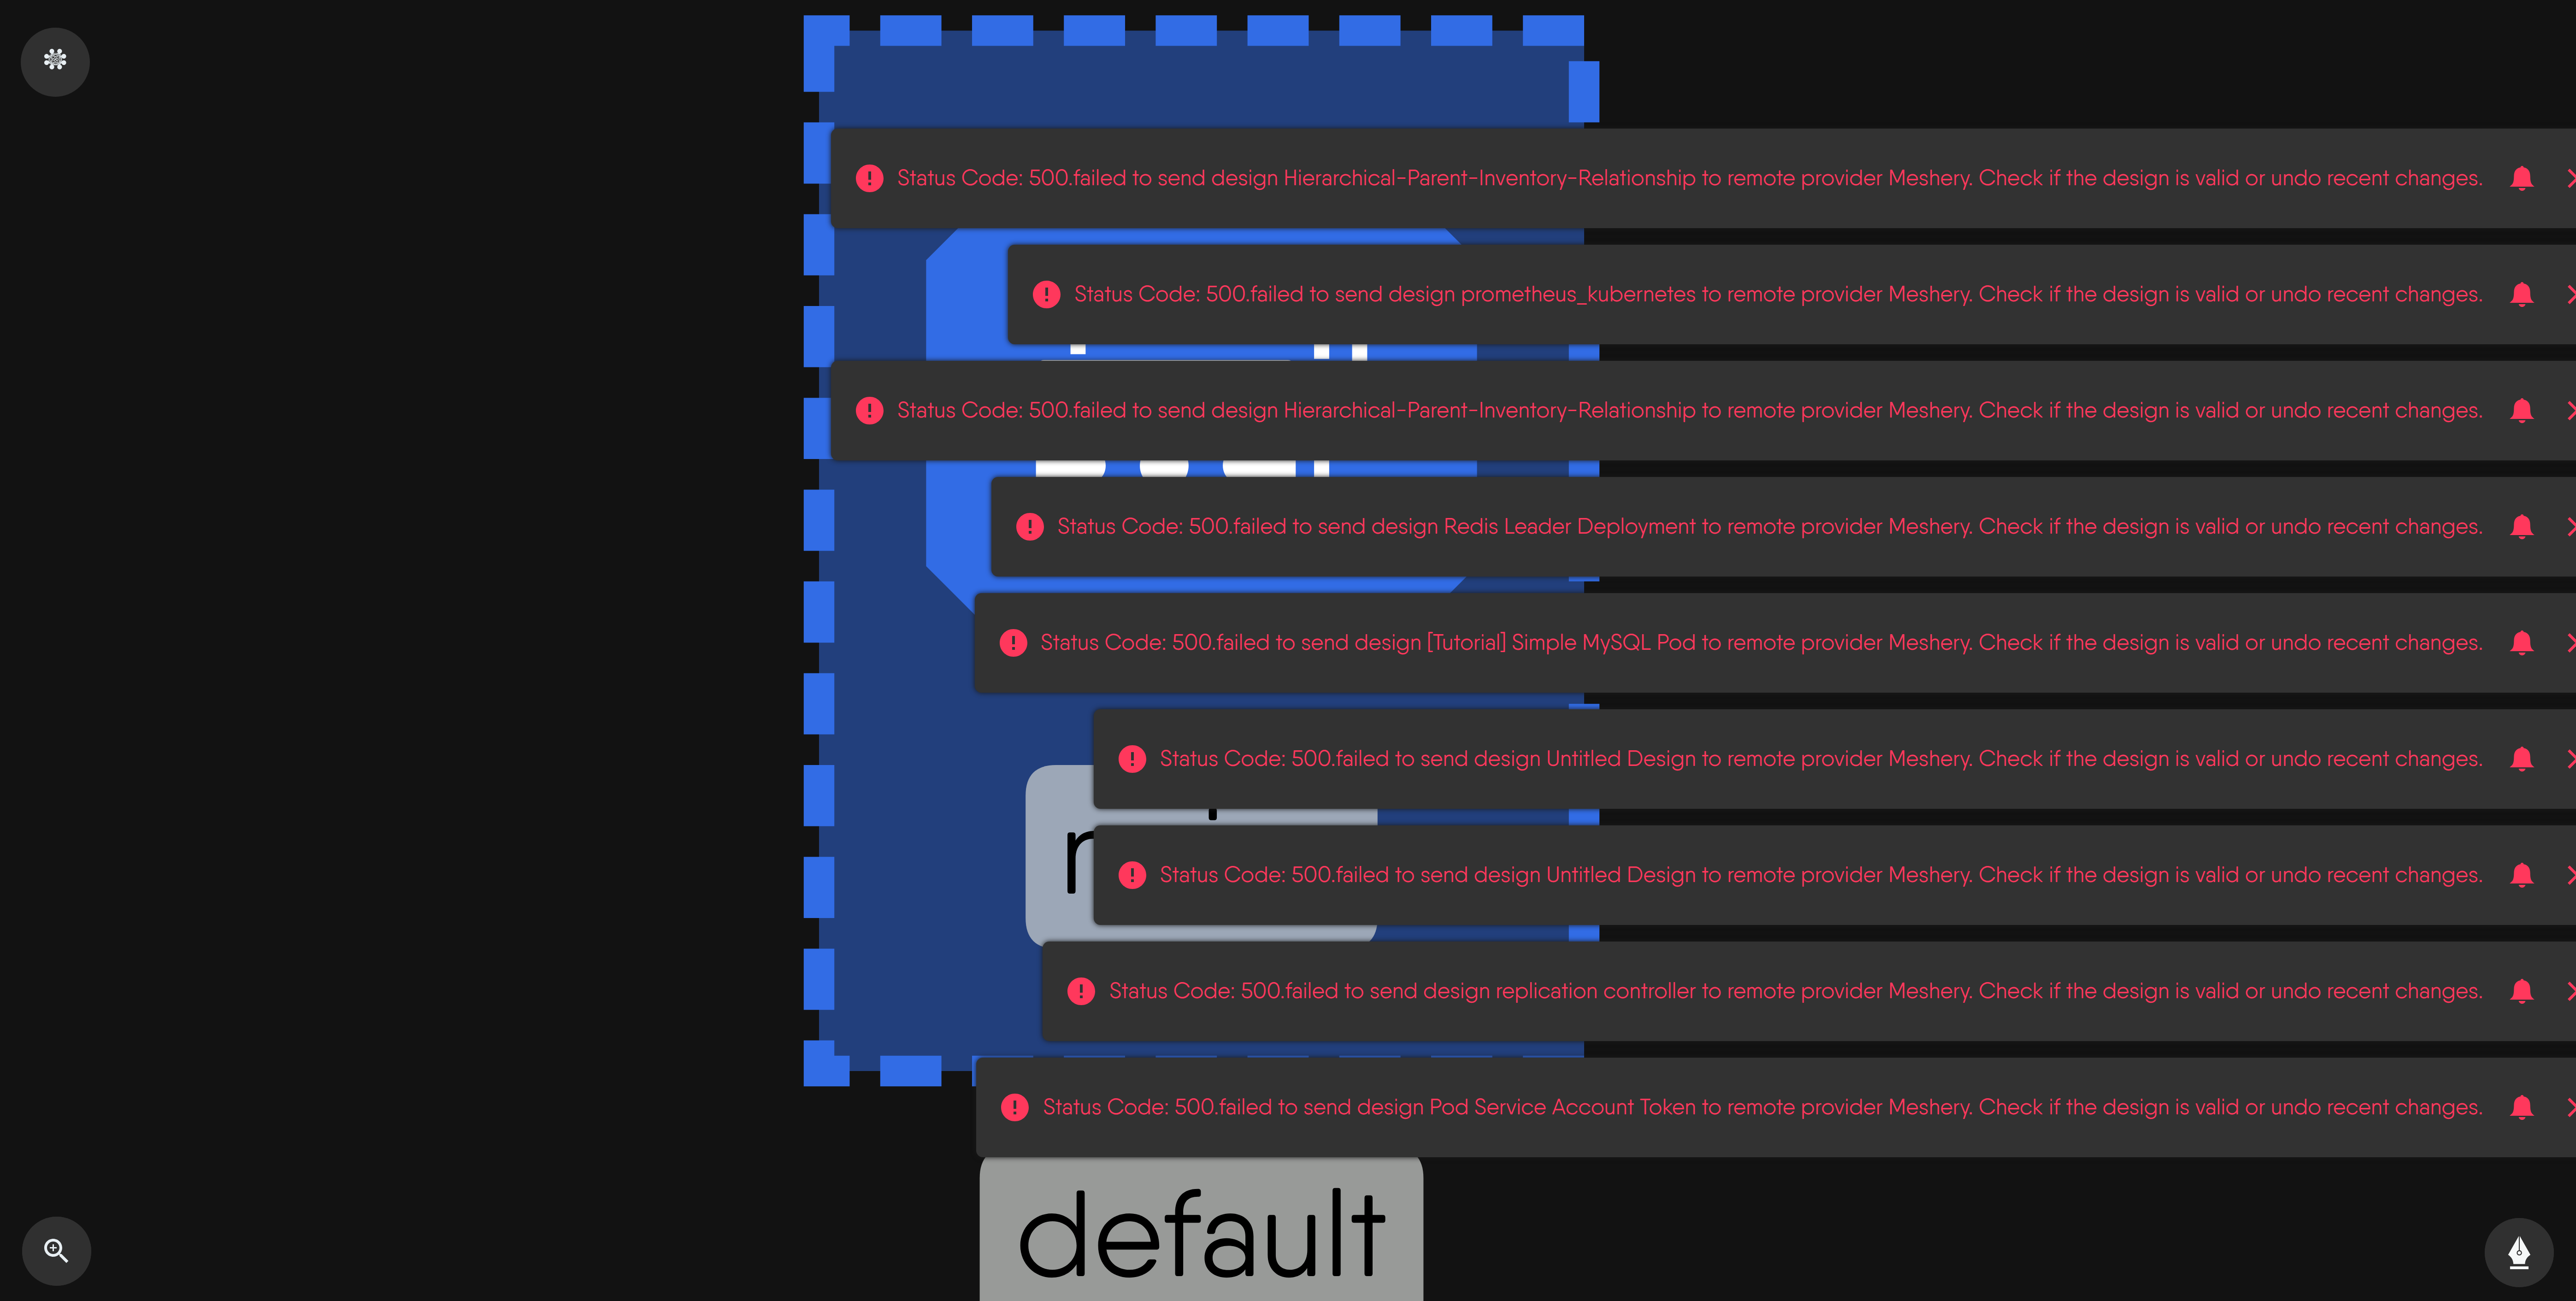 Status Code: 500.failed to send design Hierarchical-Parent-Inventory-Relationship to remote provider Meshery. Check if the design is valid or undo recent changes.
Status Code: 500.failed to send design prometheus_kubernetes to remote provider Meshery. Check if the design is valid or undo recent changes.
Status Code: 500.failed to send design Hierarchical-Parent-Inventory-Relationship to remote provider Meshery. Check if the design is valid or undo recent changes.
Status Code: 500.failed to send design Redis Leader Deployment to remote provider Meshery. Check if the design is valid or undo recent changes.
Status Code: 500.failed to send design [Tutorial] Simple MySQL Pod to remote provider Meshery. Check if the design is valid or undo recent changes.
Status Code: 500.failed to send design Untitled Design to remote provider Meshery. Check if the design is valid or undo recent changes.
Status Code: 500.failed to send design Untitled Design to remote provider Meshery. Check if the design is valid or undo recent changes.
Status Code: 500.failed to send design replication controller to remote provider Meshery. Check if the design is valid or undo recent changes.
Status Code: 500.failed to send design Pod Service Account Token to remote provider Meshery. Check if the design is valid or undo recent changes.
default